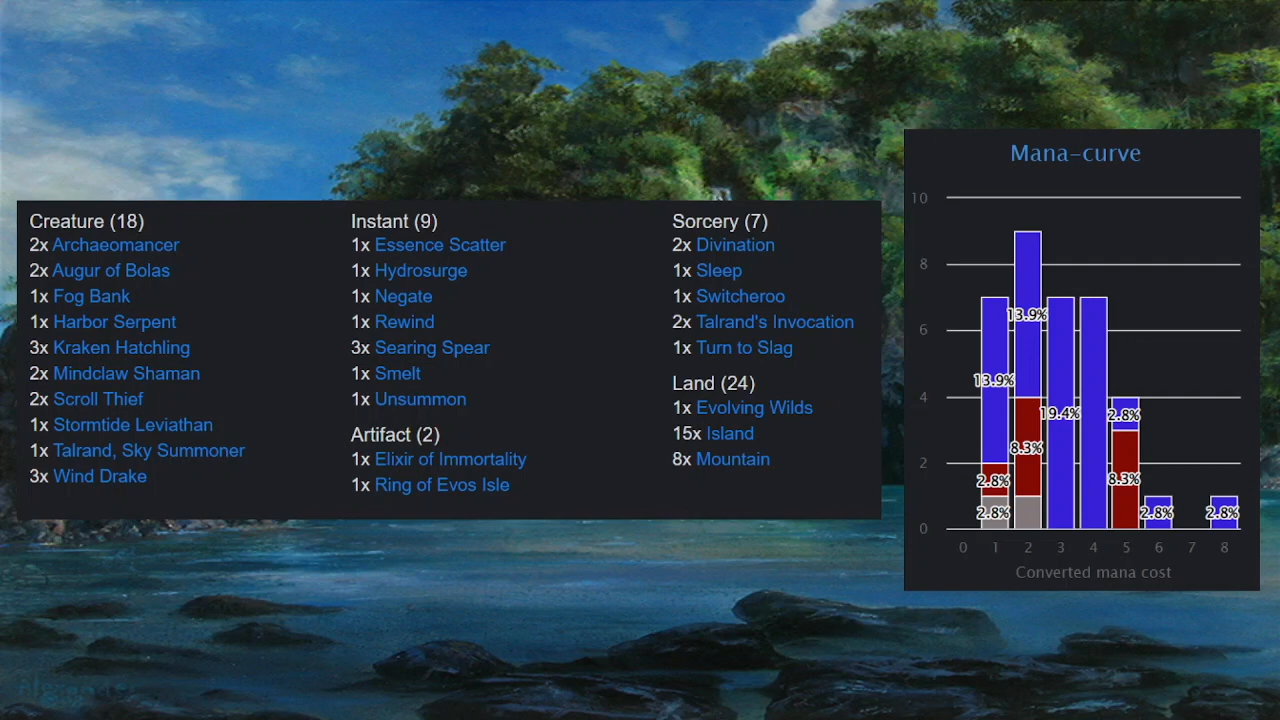 Creature (18)
2x Archaeomancer
2x Augur of Bolas
1x Fog Bank
1x Harbor Serpent
3x Kraken Hatchling
2x Mindclaw Shaman
2x Scroll Thief
1x Stormtide Leviathan
1x Talrand, Sky Summoner
3x Wind Drake
Instant (9)
1x Essence Scatter
1x Hydrosurge
1x Negate
1x Rewind
3x Searing Spear
1x Smelt
1x Unsummon
Artifact (2)
1x Elixir of Immortality
1x Ring of Evos Isle
Sorcery (7)
2x Divination
1x Sleep
1x Switcheroo
2x Talrand's Invocation
1x Turn to Slag
Land (24)
1x Evolving Wilds
15x Island
8x Mountain
Mana-curve
10
8
6
4
2
0
13.9%
2.8%
2.8%
13.9%
8.3%
19.4%
2.8%
8.3%
2.8%
2.8%
0 1 2 3 4 5 6 7 8
Converted mana cost